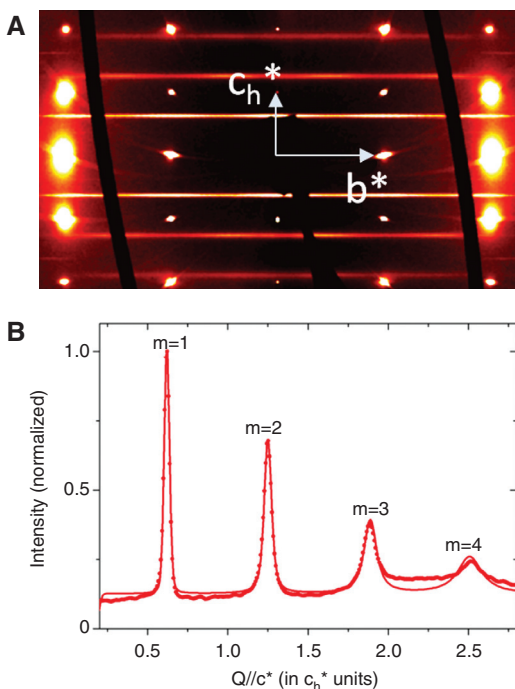 A
c_h*
b*
B
Intensity (normalized)
1.0
0.5
0
m=1
m=2
m=3
m=4
0.5
1.0
1.5
2.0
2.5
Q//c* (in c_h* units)